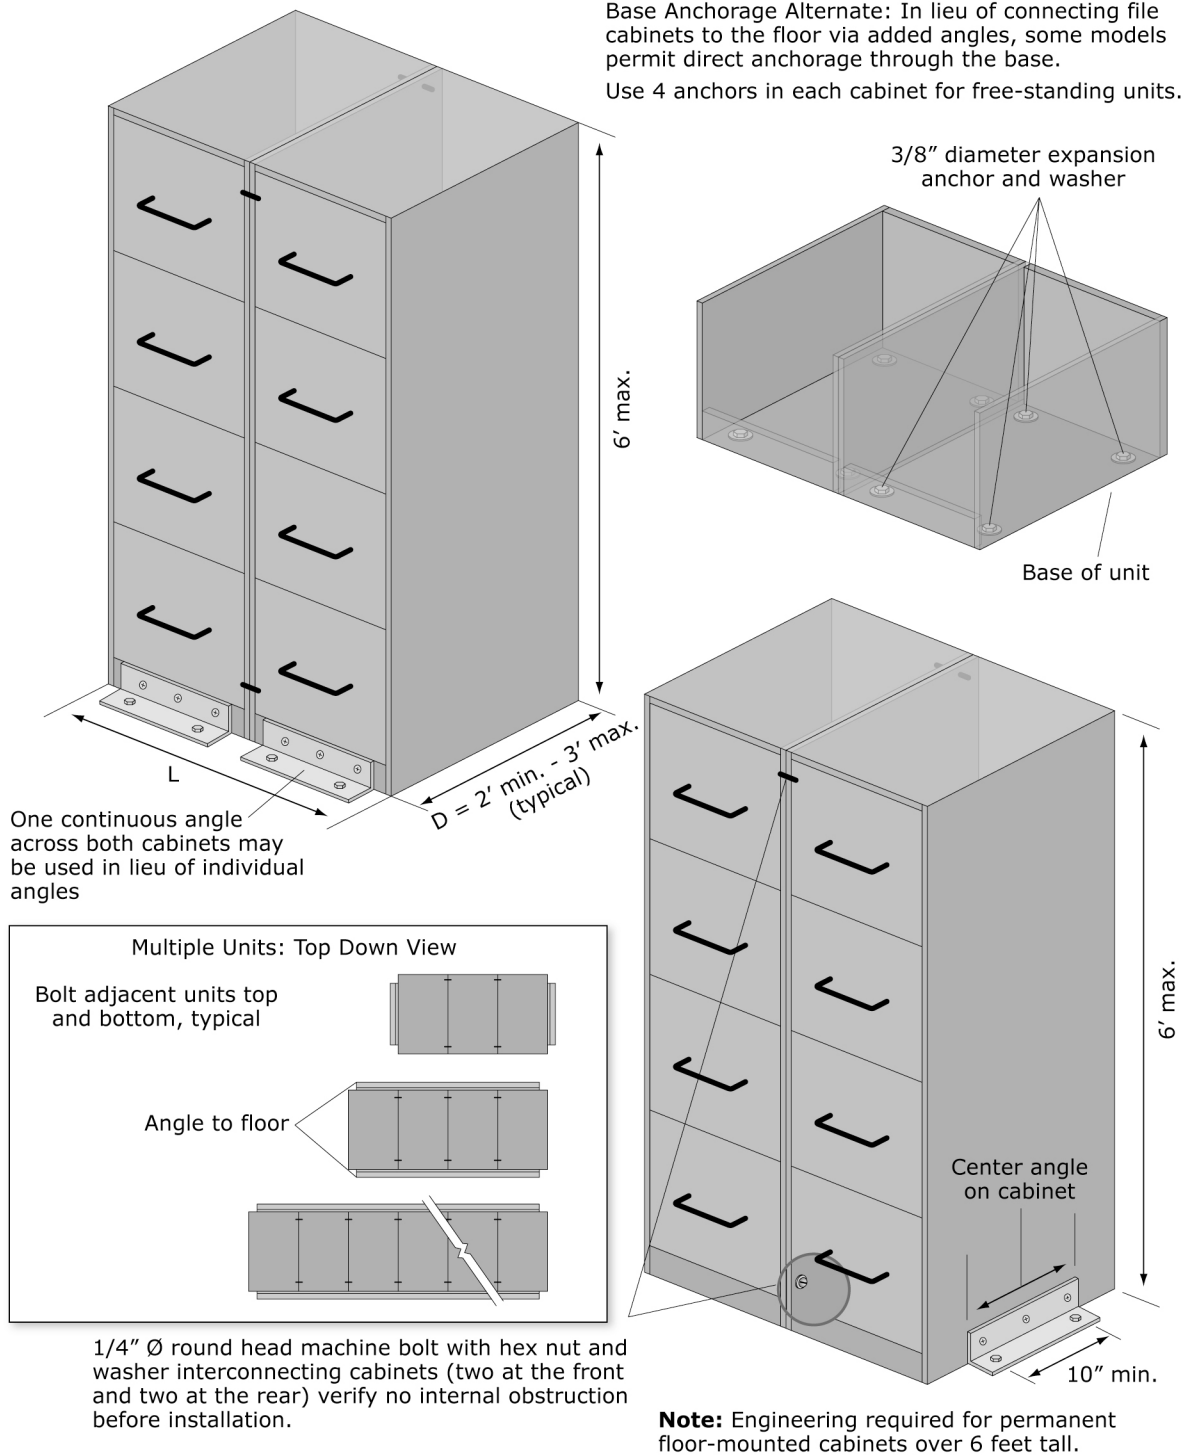 Base Anchorage Alternate: In lieu of connecting file
cabinets to the floor via added angles, some models
permit direct anchorage through the base.
Use 4 anchors in each cabinet for free-standing units.
3/8” diameter expansion
anchor and washer
6’ max.
Base of unit
L
D = 2’ min. - 3’ max.
(typical)
One continuous angle
across both cabinets may
be used in lieu of individual
angles
Multiple Units: Top Down View
Bolt adjacent units top
and bottom, typical
Angle to floor
6’ max.
Center angle
on cabinet
10” min.
1/4” Ø round head machine bolt with hex nut and
washer interconnecting cabinets (two at the front
and two at the rear) verify no internal obstruction
before installation.
Note: Engineering required for permanent
floor-mounted cabinets over 6 feet tall.